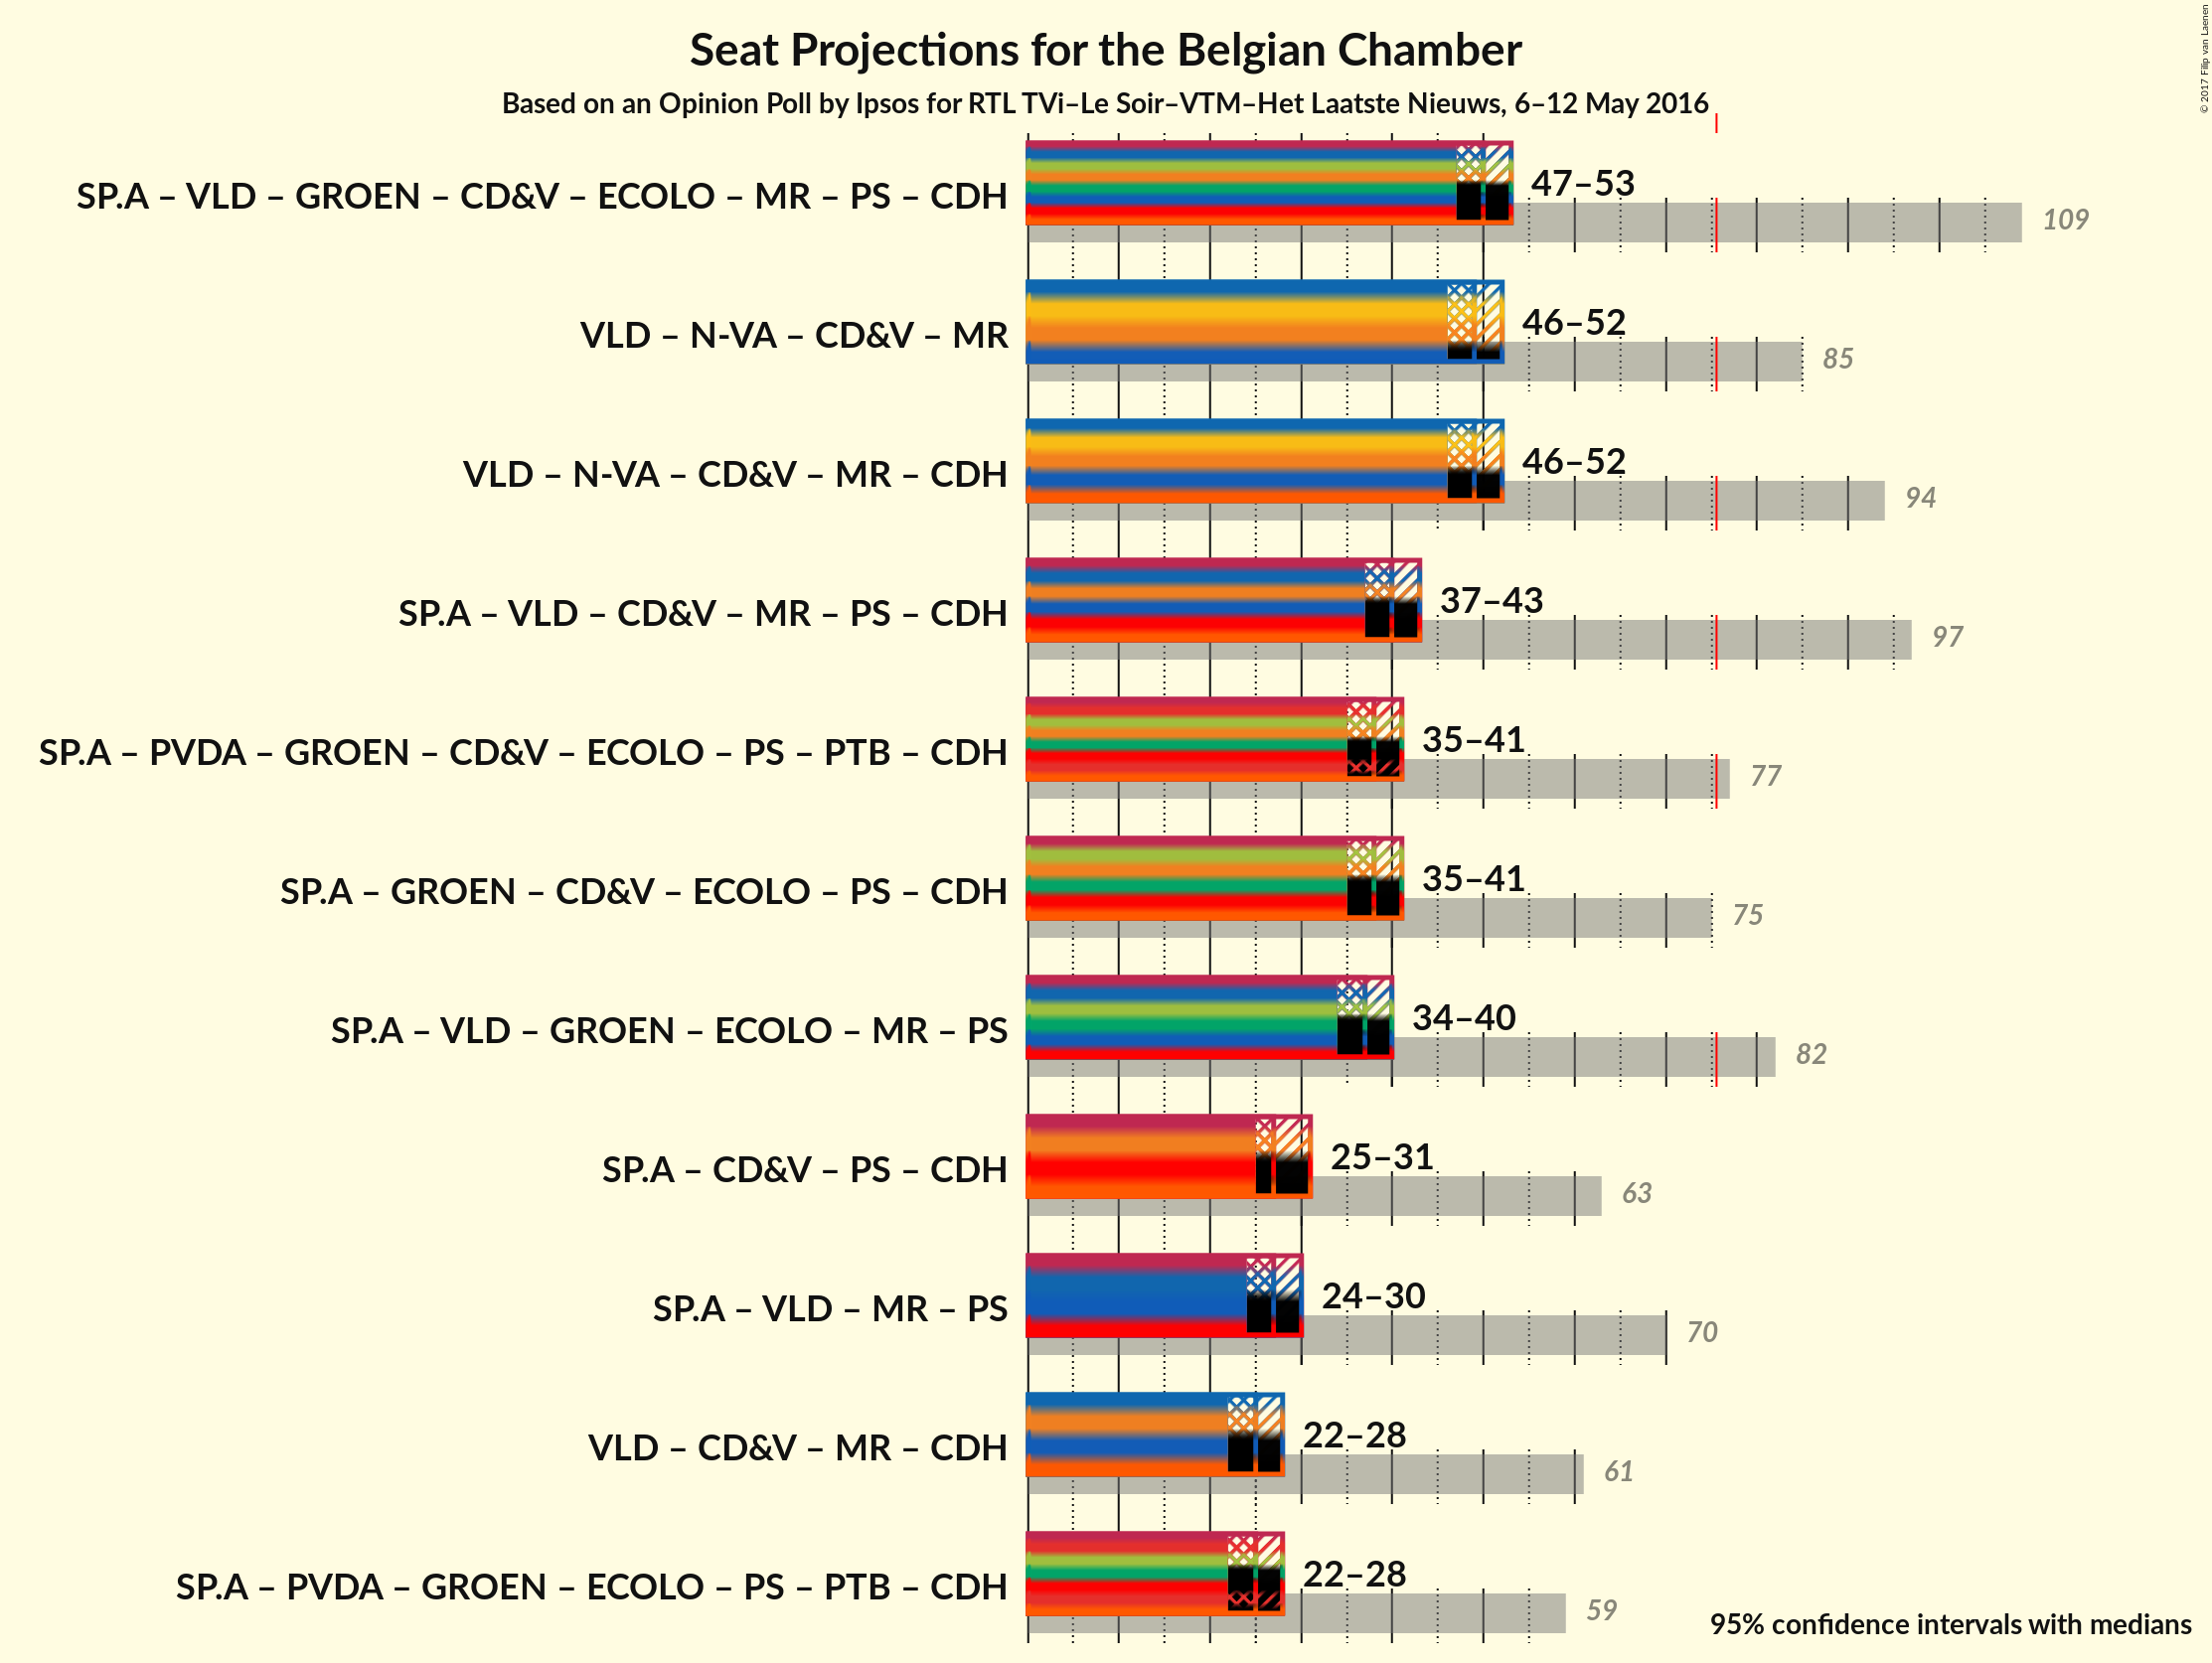 Seat Projections for the Belgian Chamber
Based on an Opinion Poll by Ipsos for RTL TVi–Le Soir–VTM–Het Laatste Nieuws, 6–12 May 2016
© 2017 Filip van Laenen
SP.A – VLD – GROEN – CD&V – ECOLO – MR – PS – CDH
47–53
109
VLD – N-VA – CD&V – MR
46–52
85
VLD – N-VA – CD&V – MR – CDH
46–52
94
SP.A – VLD – CD&V – MR – PS – CDH
37–43
97
SP.A – PVDA – GROEN – CD&V – ECOLO – PS – PTB – CDH
35–41
77
SP.A – GROEN – CD&V – ECOLO – PS – CDH
35–41
75
SP.A – VLD – GROEN – ECOLO – MR – PS
34–40
82
SP.A – CD&V – PS – CDH
25–31
63
SP.A – VLD – MR – PS
24–30
70
VLD – CD&V – MR – CDH
22–28
61
SP.A – PVDA – GROEN – ECOLO – PS – PTB – CDH
22–28
59
95% confidence intervals with medians